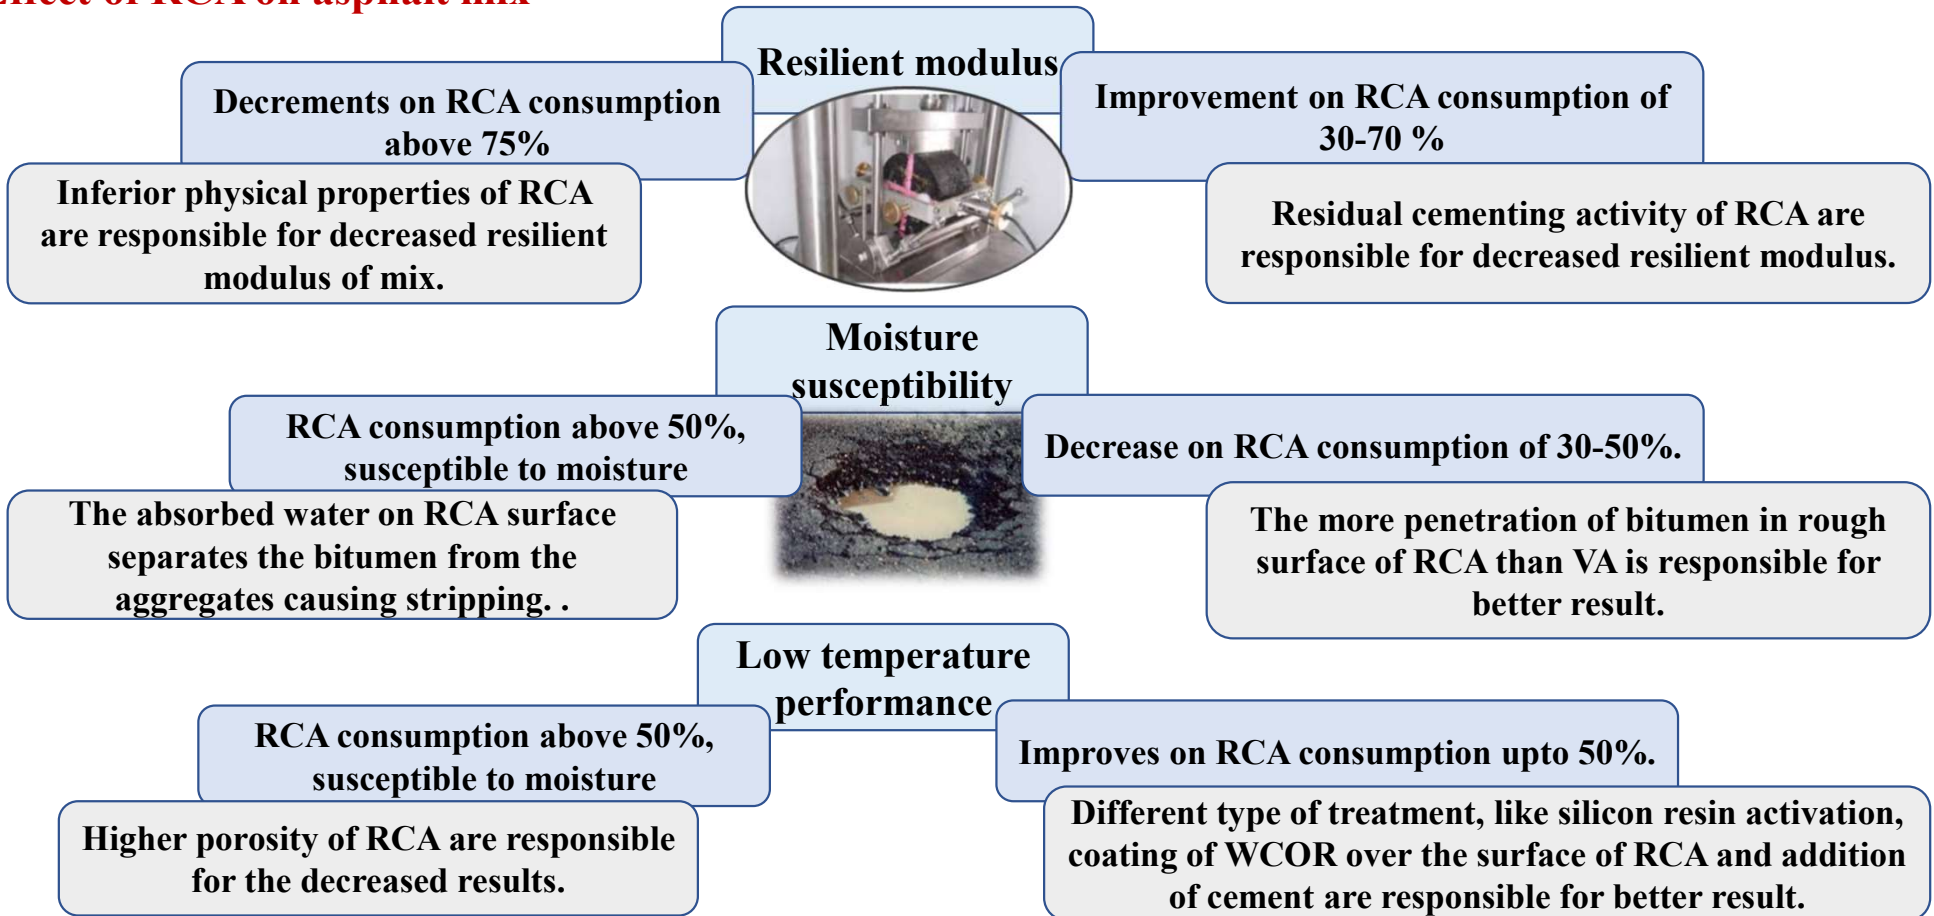 Effect of RCA on asphalt mix
Resilient modulus
Decrements on RCA consumption
above 75%
Inferior physical properties of RCA
are responsible for decreased resilient
modulus of mix.
Improvement on RCA consumption of
30-70 %
Residual cementing activity of RCA are
responsible for decreased resilient modulus.
Moisture
susceptibility
RCA consumption above 50%,
susceptible to moisture
The absorbed water on RCA surface
separates the bitumen from the
aggregates causing stripping. .
Decrease on RCA consumption of 30-50%.
The more penetration of bitumen in rough
surface of RCA than VA is responsible for
better result.
Low temperature
performance
RCA consumption above 50%,
susceptible to moisture
Higher porosity of RCA are responsible
for the decreased results.
Improves on RCA consumption upto 50%.
Different type of treatment, like silicon resin activation,
coating of WCOR over the surface of RCA and addition
of cement are responsible for better result.